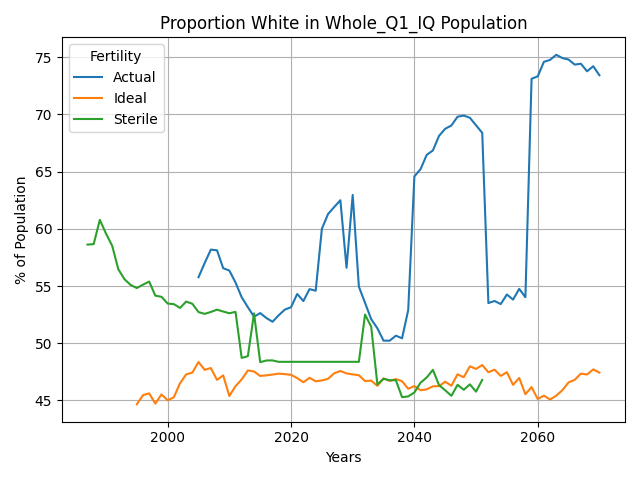 Proportion White in Whole_Q1_IQ Population
Fertility
Actual
Ideal
Sterile
% of Population
75
70
65
60
55
50
45
2000
2020
2040
2060
Years